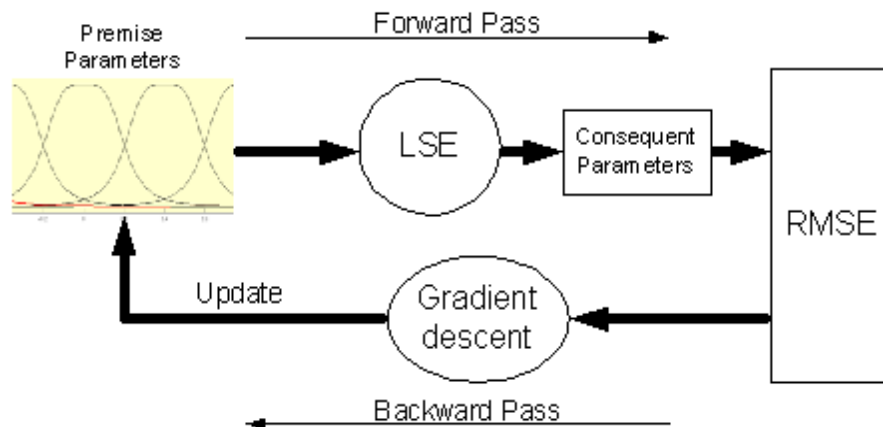 Forward Pass
Premise
Parameters
LSE
Consequent
Parameters
RMSE
Update
Gradient
descent
Backward Pass